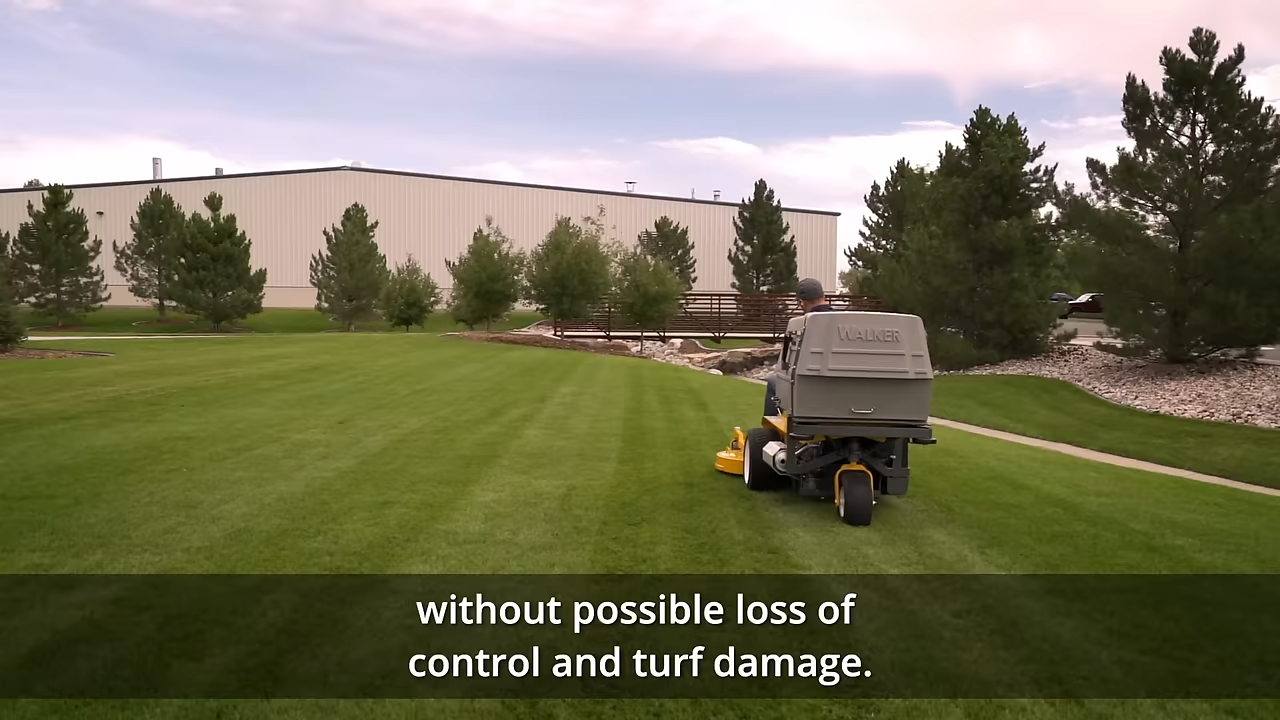 WALKER
without possible loss of
control and turf damage.